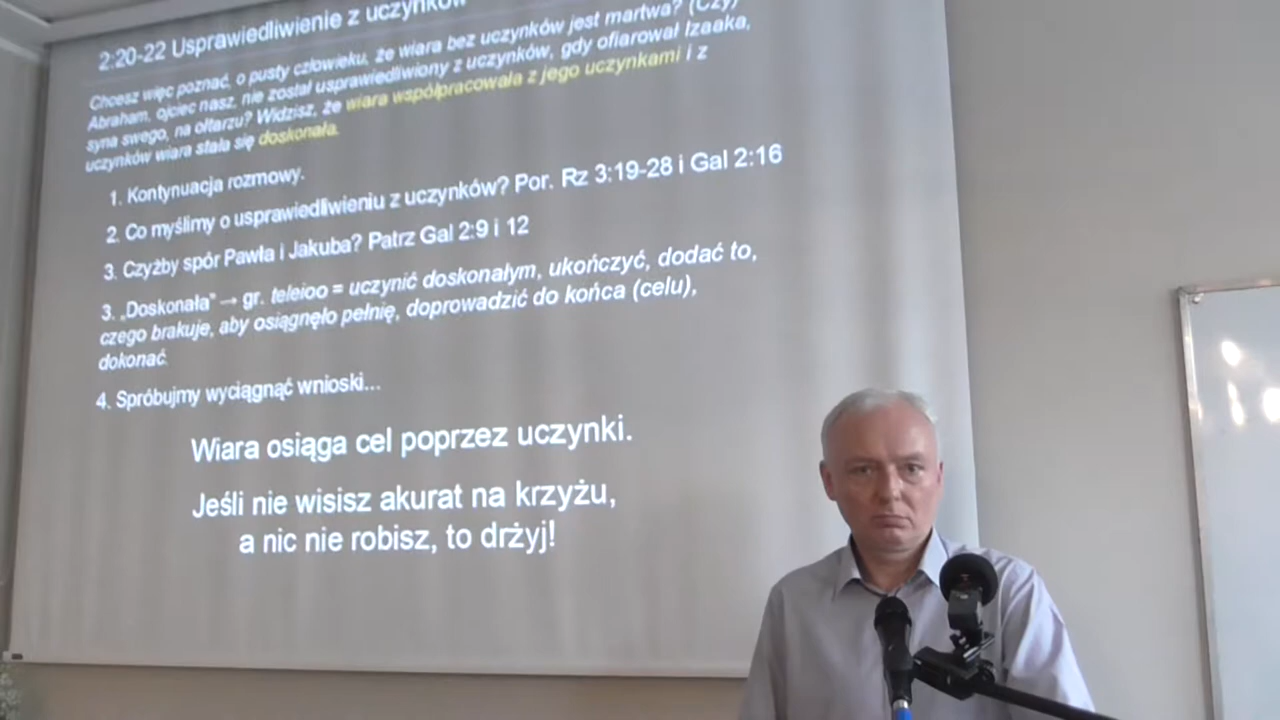 2:20-22 Usprawiedliwienie z uczynków
Chcesz więc poznać, o pusty człowieku, że wiara bez uczynków jest martwa? (Czy)
Abraham, ojciec nasz, nie został usprawiedliwiony z uczynków, gdy ofiarował Izaaka,
syna swego, na ołtarzu? Widzisz, że wiara współpracowała z jego uczynkami i z
uczynków wiara stała się doskonała.
1. Kontynuacja rozmowy.
2. Co myślimy o usprawiedliwieniu z uczynków? Por. Rz 3:19-28 i Gal 2:16
3. Czyżby spór Pawła i Jakuba? Patrz Gal 2:9 i 12
3. „Doskonała” → gr. teleioo = uczynić doskonałym, ukończyć, dodać to,
czego brakuje, aby osiągnęło pełnię, doprowadzić do końca (celu),
dokonać.
4. Spróbujmy wyciągnąć wnioski...
Wiara osiąga cel poprzez uczynki.
Jeśli nie wisisz akurat na krzyżu,
a nic nie robisz, to drżyj!